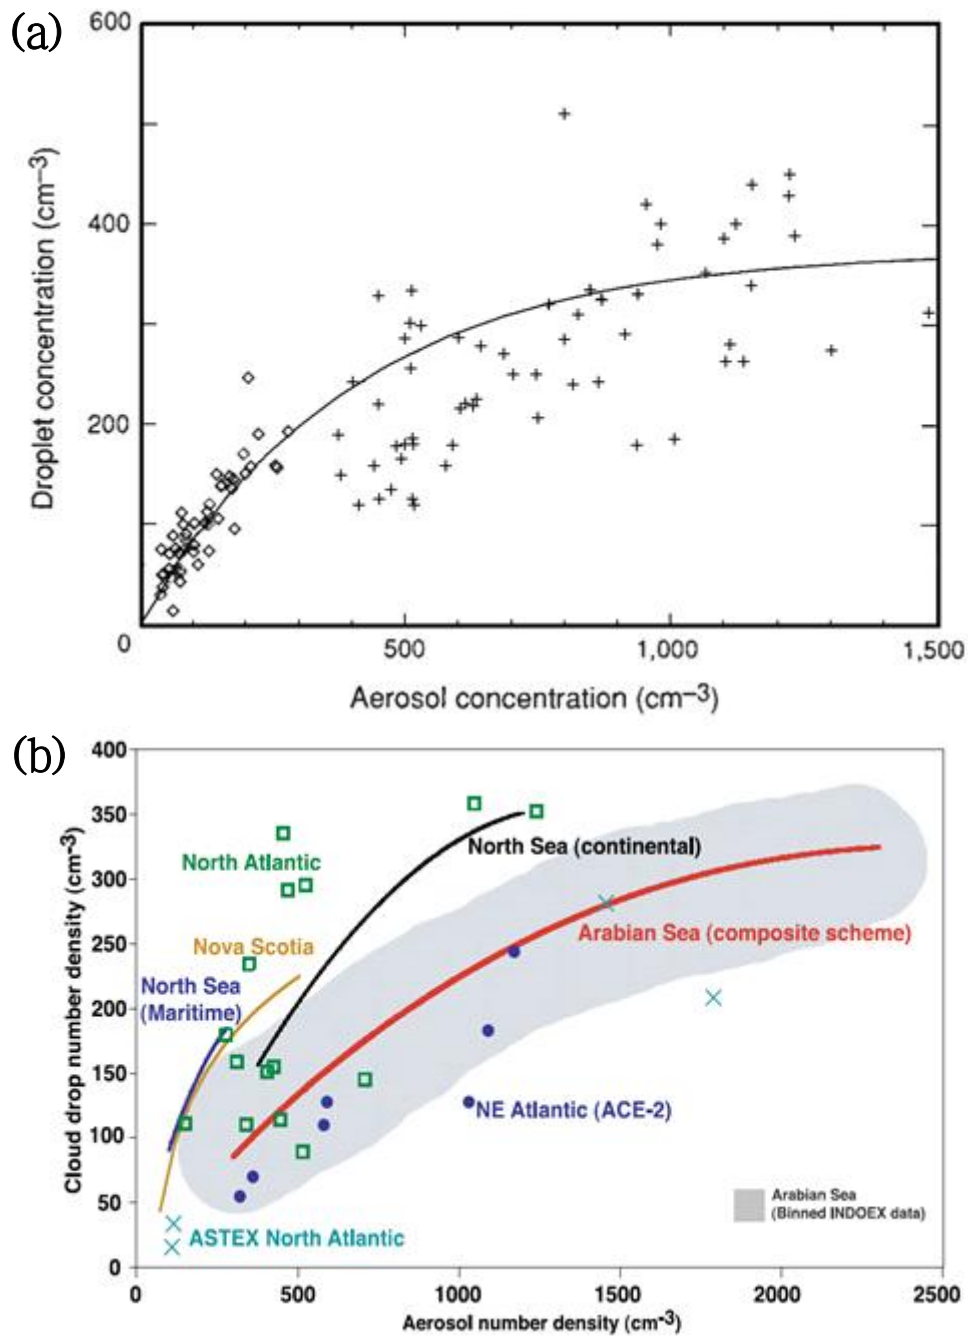 (a)
600
400
200
0
500
1,000
1,500
Droplet concentration (cm−3)
Aerosol concentration (cm−3)
(b)
400
350
300
250
200
150
100
50
0
0
500
1000
1500
2000
2500
Cloud drop number density (cm-3)
Aerosol number density (cm-3)
North Atlantic
North Sea (continental)
Nova Scotia
Arabian Sea (composite scheme)
North Sea
(Maritime)
NE Atlantic (ACE-2)
Arabian Sea
(Binned INDOEX data)
ASTEX North Atlantic